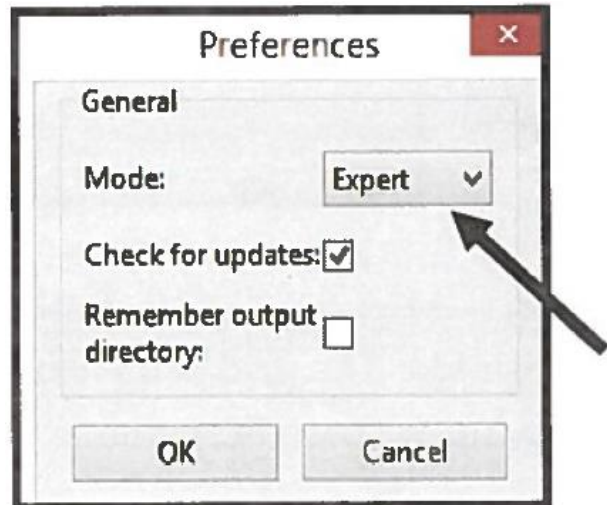 Preferences
General
Mode: Expert
Check for updates:
Remember output
directory:
OK Cancel